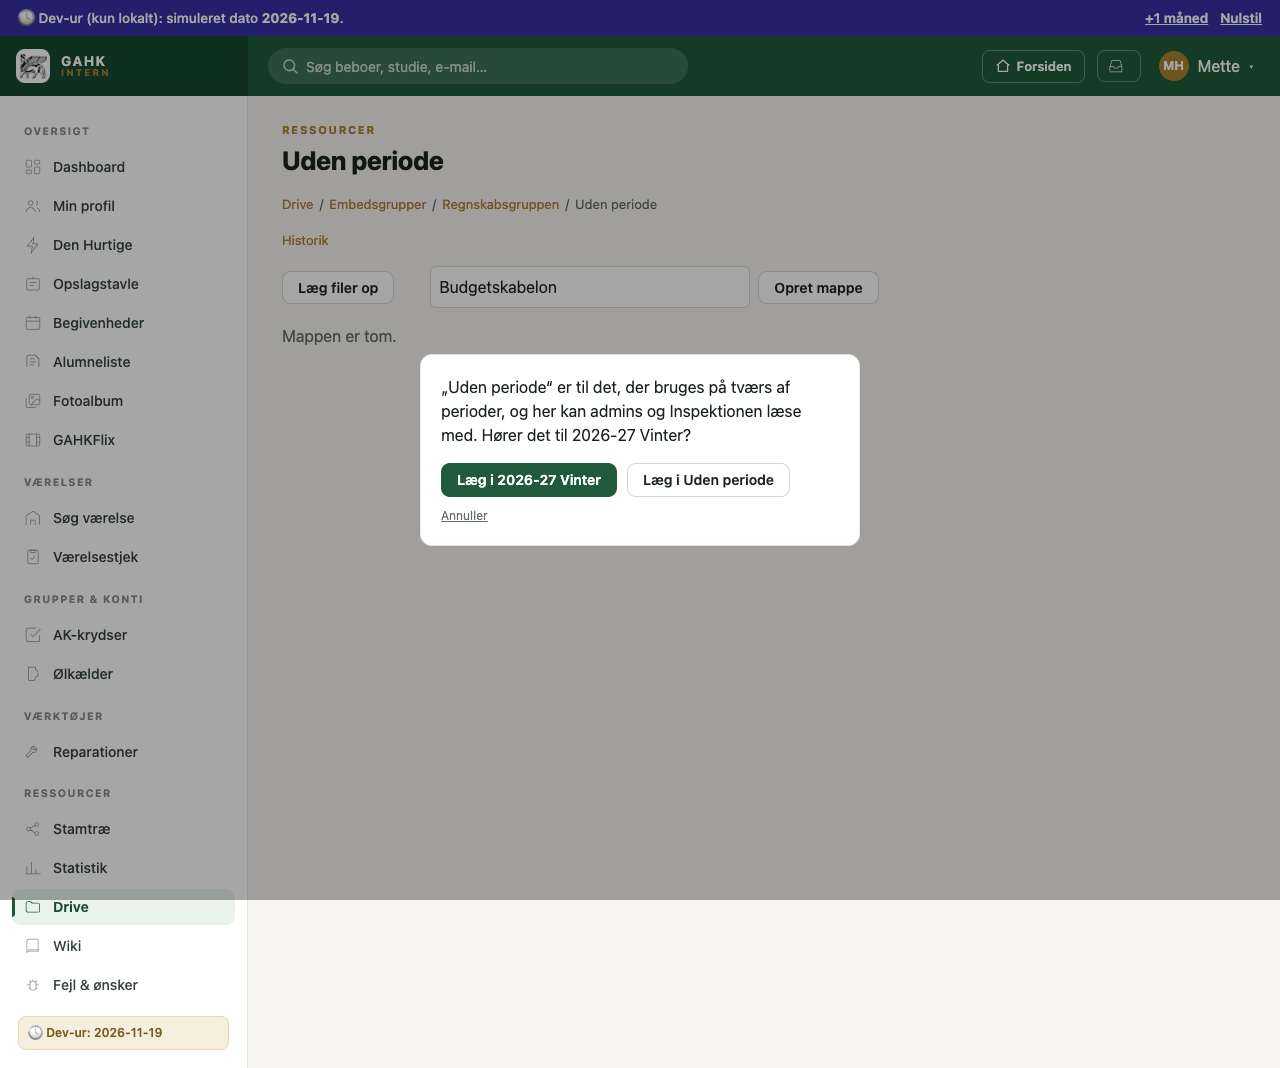 Dev-ur (kun lokalt): simuleret dato 2026-11-19.
+1 måned Nulstil
GAHK
INTERN
Søg beboer, studie, e-mail...
Forsiden
MH Mette
OVERSIGT
Dashboard
Min profil
Den Hurtige
Opslagstavle
Begivenheder
Alumneliste
Fotoalbum
GAHKFlix
VÆRELSER
Søg værelse
Værelsestjek
GRUPPER & KONTI
AK-krydser
Ølkælder
VÆRKTØJER
Reparationer
RESSOURCER
Stamtræ
Statistik
Drive
Wiki
Fejl & ønsker
Dev-ur: 2026-11-19
RESSOURCER
Uden periode
Drive / Embedsgrupper / Regnskabsgruppen / Uden periode
Historik
Læg filer op
Budgetskabelon
Opret mappe
Mappen er tom.
„Uden periode“ er til det, der bruges på tværs af
perioder, og her kan admins og Inspektionen læse
med. Hører det til 2026-27 Vinter?
Læg i 2026-27 Vinter
Læg i Uden periode
Annuller